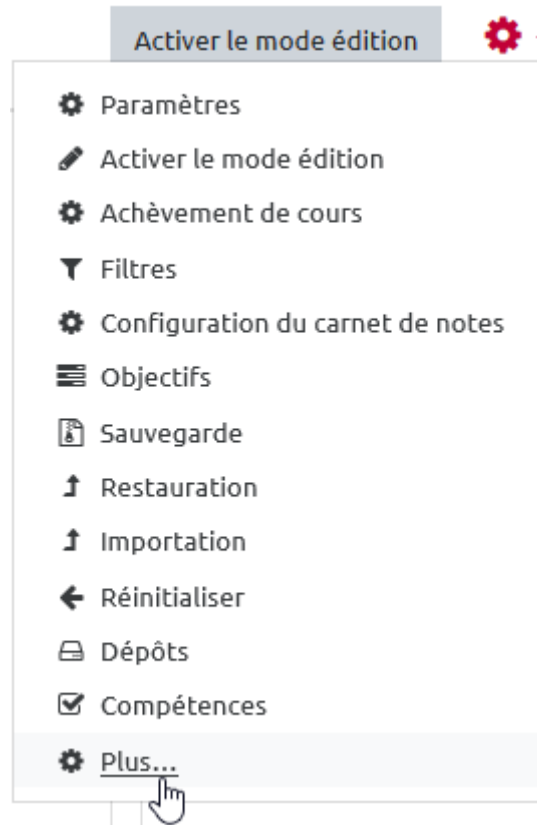 Activer le mode édition
Paramètres
Activer le mode édition
Achèvement de cours
Filtres
Configuration du carnet de notes
Objectifs
Sauvegarde
Restauration
Importation
Réinitialiser
Dépôts
Compétences
Plus...